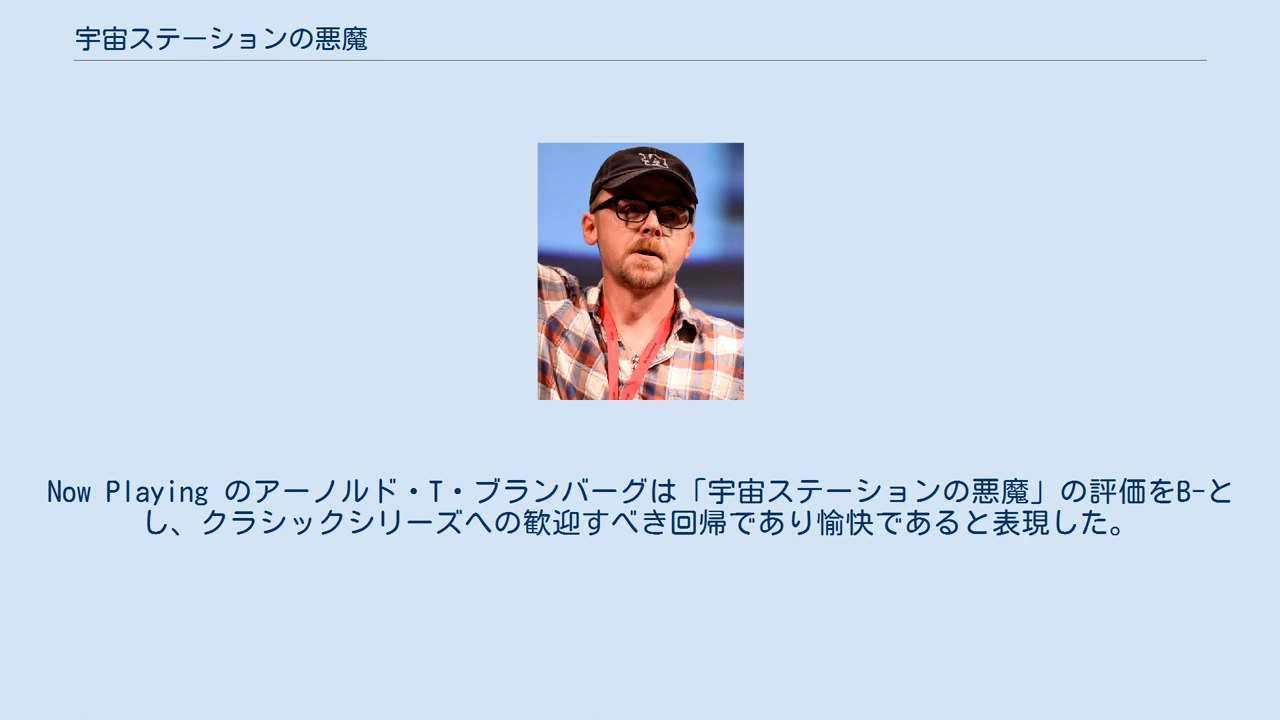 宇宙ステーションの悪魔
Now Playing のアーノルド・T・ブランバーグは「宇宙ステーションの悪魔」の評価をB-と
し、クラシックシリーズへの歓迎すべき回帰であり愉快であると表現した。